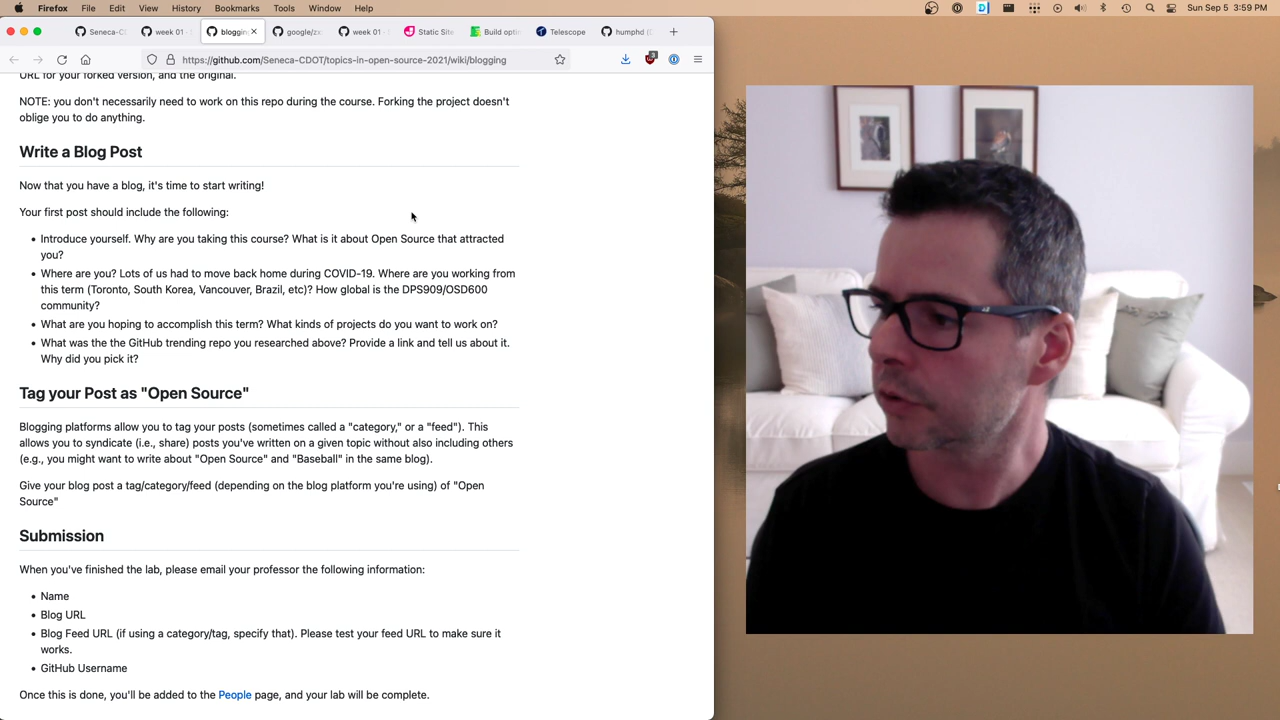 Firefox File Edit View History Bookmarks Tools Window Help Sun Sep 5 3:59 PM
Seneca-C week 01 - bloggin google/zx week 01 - Static Site Build opti Telescope humphd (D
https://github.com/Seneca-CDOT/topics-in-open-source-2021/wiki/blogging
URL for your forked version, and the original.
NOTE: you don't necessarily need to work on this repo during the course. Forking the project doesn't
oblige you to do anything.
Write a Blog Post
Now that you have a blog, it's time to start writing!
Your first post should include the following:
• Introduce yourself. Why are you taking this course? What is it about Open Source that attracted
you?
• Where are you? Lots of us had to move back home during COVID-19. Where are you working from
this term (Toronto, South Korea, Vancouver, Brazil, etc)? How global is the DPS909/OSD600
community?
• What are you hoping to accomplish this term? What kinds of projects do you want to work on?
• What was the the GitHub trending repo you researched above? Provide a link and tell us about it.
Why did you pick it?
Tag your Post as "Open Source"
Blogging platforms allow you to tag your posts (sometimes called a "category," or a "feed"). This
allows you to syndicate (i.e., share) posts you've written on a given topic without also including others
(e.g., you might want to write about "Open Source" and "Baseball" in the same blog).
Give your blog post a tag/category/feed (depending on the blog platform you're using) of "Open
Source"
Submission
When you've finished the lab, please email your professor the following information:
• Name
• Blog URL
• Blog Feed URL (if using a category/tag, specify that). Please test your feed URL to make sure it
works.
• GitHub Username
Once this is done, you'll be added to the People page, and your lab will be complete.